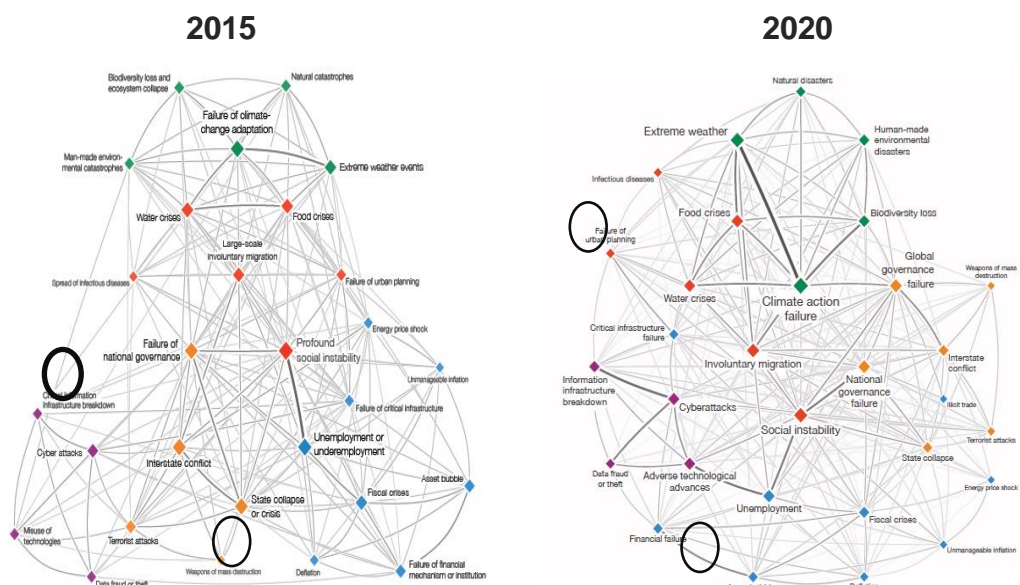 2015
2020
Biodiversity loss and
ecosystem collapse
Natural catastrophes
Failure of climate-
change adaptation
Man-made environ-
mental catastrophes
Extreme weather events
Water crises
Food crises
Large-scale
involuntary migration
Spread of infectious diseases
Failure of urban planning
Energy price shock
Failure of
national governance
Profound
social instability
Unmanageable inflation
Critical information
infrastructure breakdown
Failure of critical infrastructure
Cyber attacks
Interstate conflict
Unemployment or
underemployment
Asset bubble
State collapse
or crisis
Fiscal crises
Misuse of
technologies
Terrorist attacks
Weapons of mass destruction
Deflation
Failure of financial
mechanism or institution
Data fraud or theft
Natural disasters
Extreme weather
Human-made
environmental
disasters
Infectious diseases
Food crises
Biodiversity loss
Failure of
urban planning
Global
governance
failure
Weapons of mass
destruction
Water crises
Climate action
failure
Critical infrastructure
failure
Involuntary migration
Interstate
conflict
Information
infrastructure
breakdown
National
governance
failure
Cyberattacks
Illicit trade
Social instability
Terrorist attacks
State collapse
Data fraud
or theft
Adverse technological
advances
Energy price shock
Unemployment
Fiscal crises
Financial failure
Unmanageable inflation
Deflation